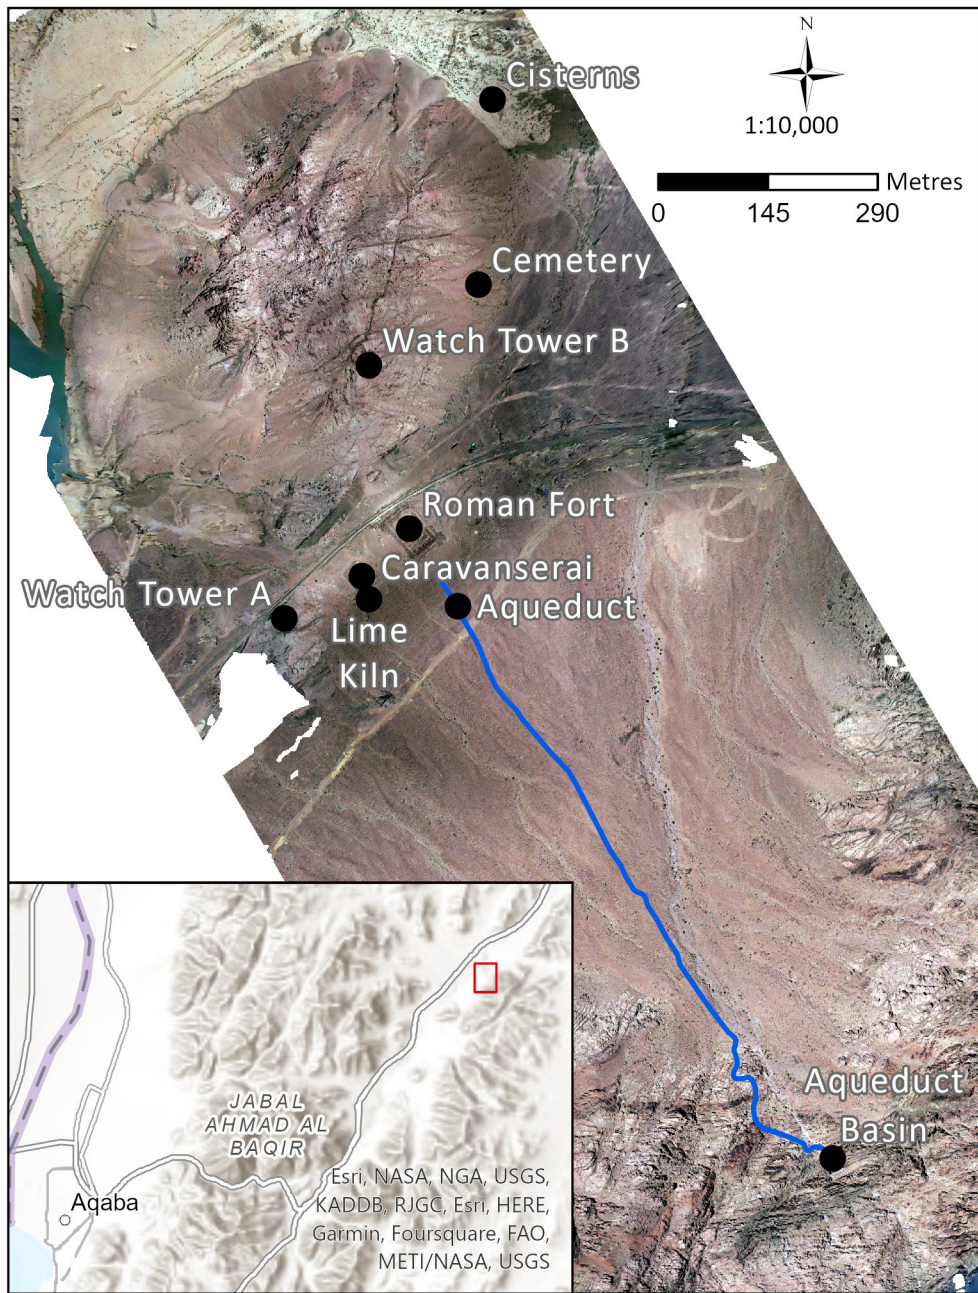 N
1:10,000
Metres
0 145 290
Cisterns
Cemetery
Watch Tower B
Roman Fort
Caravanserai
Watch Tower A
Aqueduct
Lime
Kiln
Aqueduct
Basin
JABAL
AHMAD AL
BAQIR
Aqaba
Esri, NASA, NGA, USGS,
KADDB, RJGC, Esri, HERE,
Garmin, Foursquare, FAO,
METI/NASA, USGS